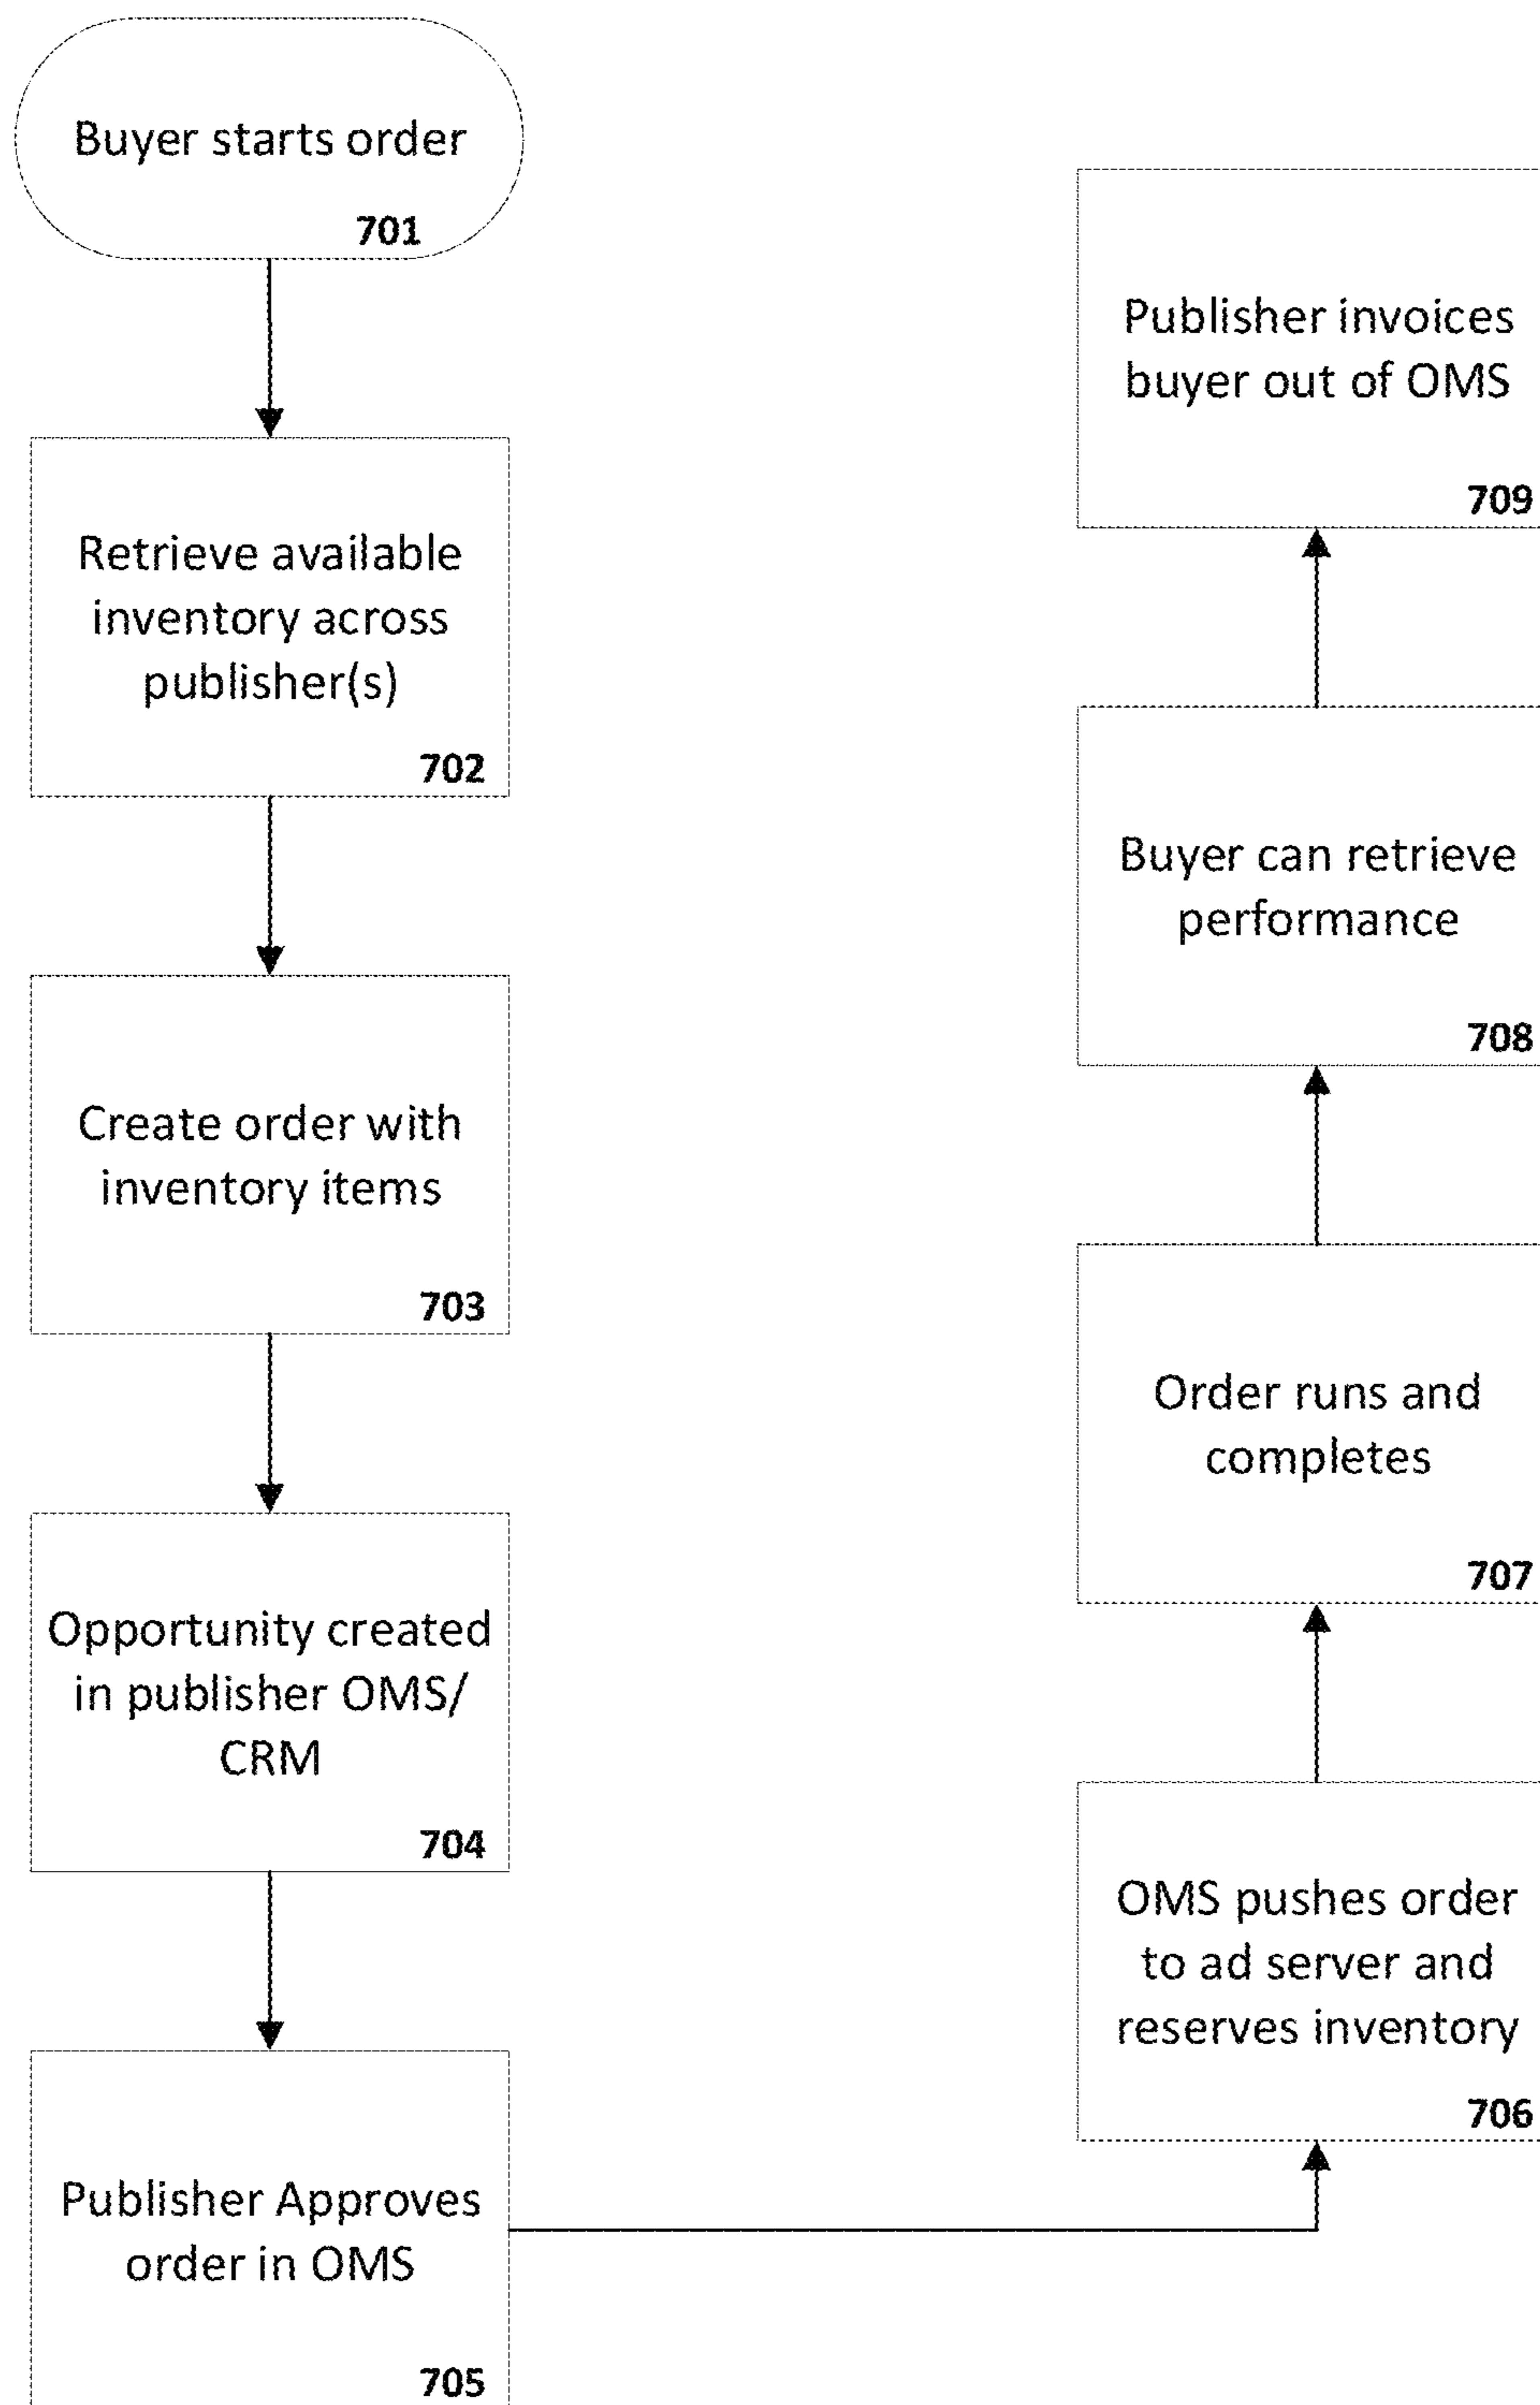 Buyer starts order
701
Retrieve available
inventory across
publisher(s)
702
Create order with
inventory items
703
Opportunity created
in publisher OMS/
CRM
704
Publisher Approves
order in OMS
705
OMS pushes order
to ad server and
reserves inventory
706
Order runs and
completes
707
Buyer can retrieve
performance
708
Publisher invoices
buyer out of OMS
709